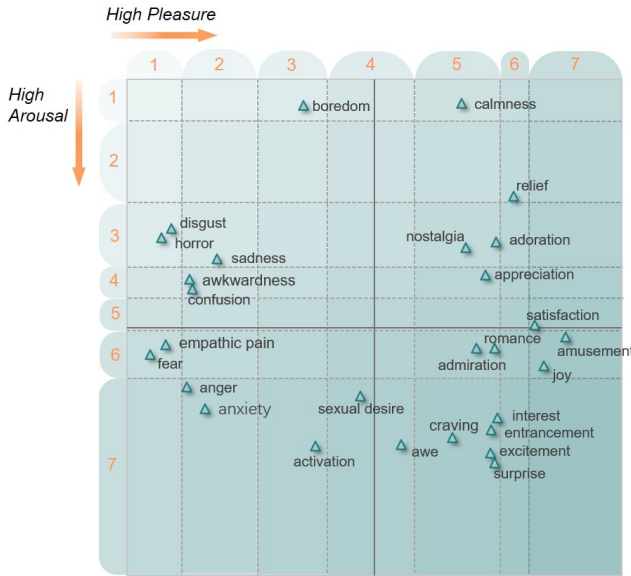 High Pleasure
1 2 3 4 5 6 7
High
Arousal
1
boredom
calmness
2
relief
3
disgust
horror
nostalgia
adoration
sadness
4
awkwardness
appreciation
confusion
5
satisfaction
6
empathic pain
romance
amusement
fear
admiration
joy
anger
anxiety
sexual desire
interest
craving
entrancement
7
activation
awe
excitement
surprise